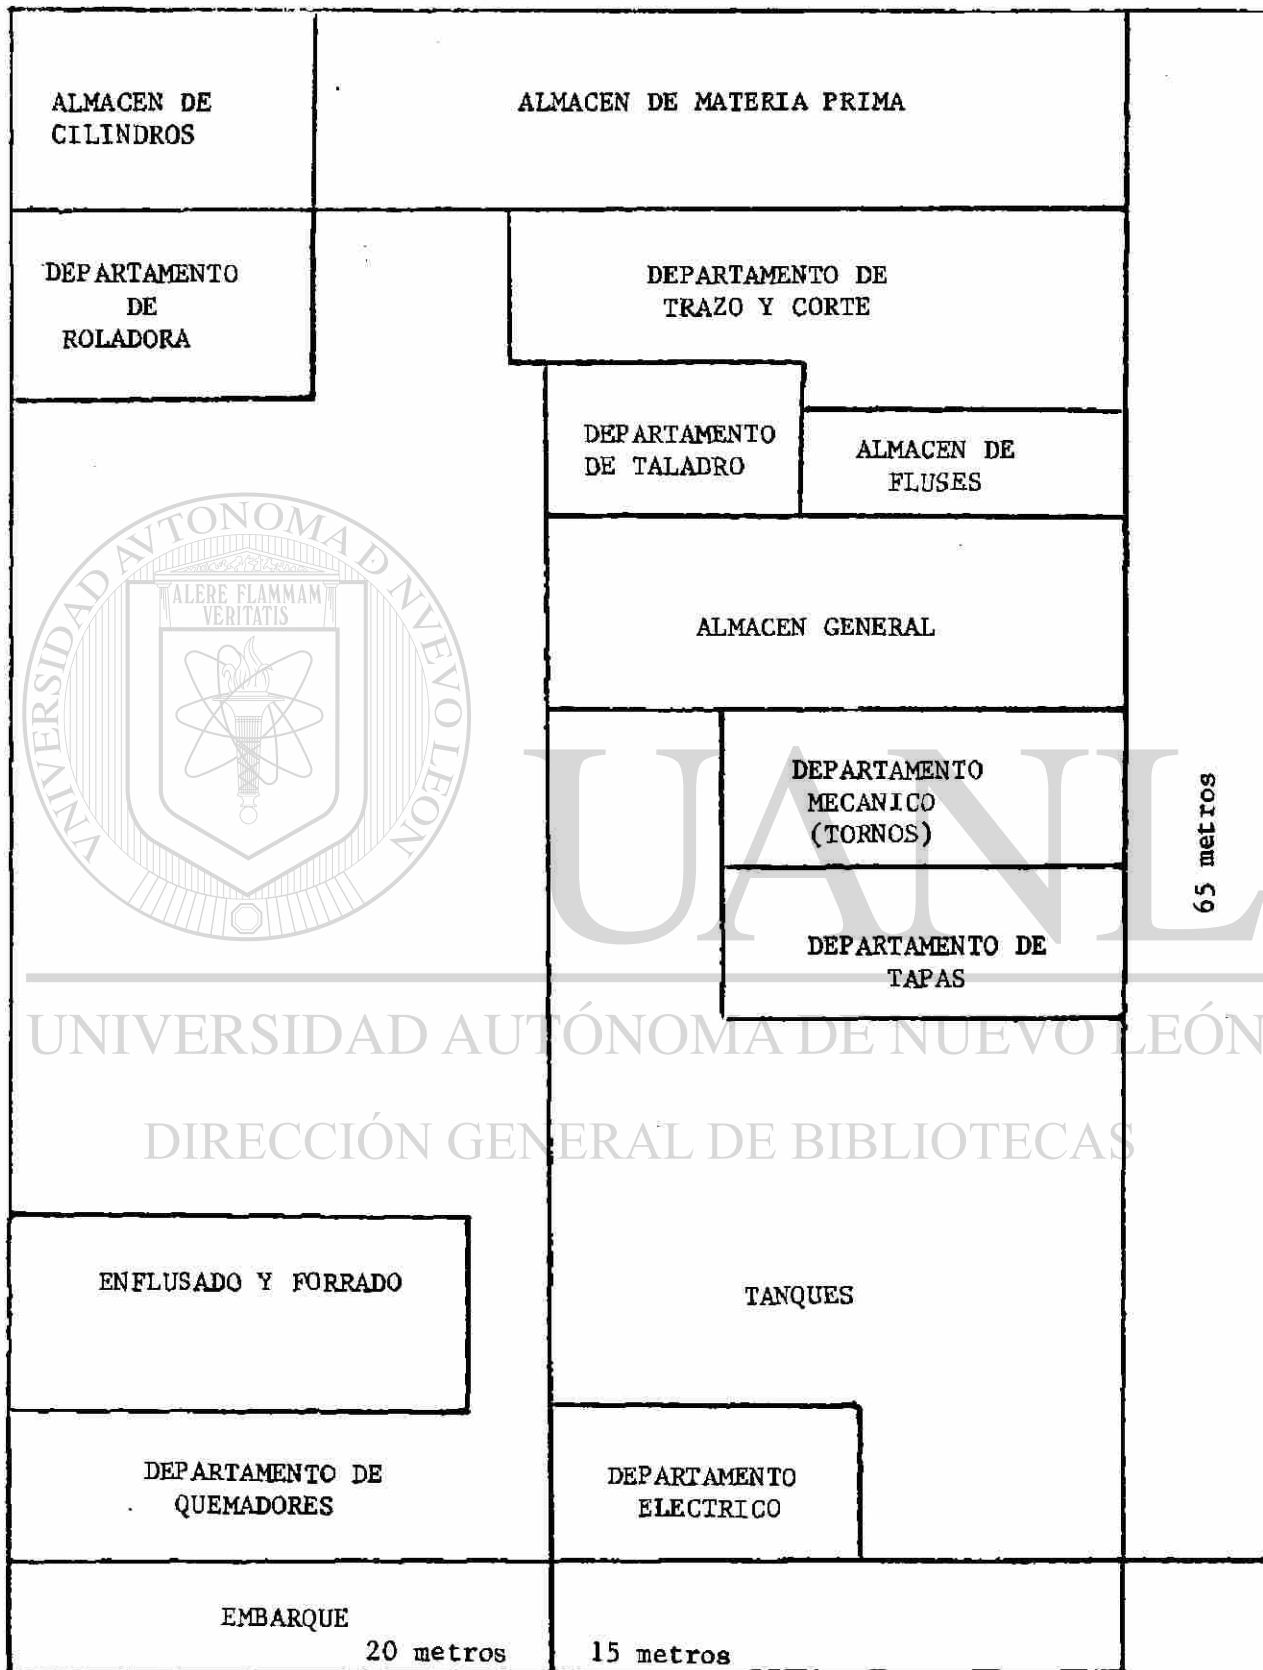 ALMACEN DE
CILINDROS
ALMACEN DE MATERIA PRIMA
DEPARTAMENTO
DE
ROLADORA
DEPARTAMENTO DE
TRAZO Y CORTE
DEPARTAMENTO
DE TALADRO
ALMACEN DE
FLUSES
ALMACEN GENERAL
UNIVERSIDAD AVTONOMA D NVEVO LEON
ALERE FLAMMAM
VERITATIS
UANL
DEPARTAMENTO
MECANICO
(TORNOS)
65 metros
DEPARTAMENTO DE
TAPAS
UNIVERSIDAD AUTÓNOMA DE NUEVO LEÓN
DIRECCIÓN GENERAL DE BIBLIOTECAS
ENFLUSADO Y FORRADO
TANQUES
DEPARTAMENTO DE
QUEMADORES
DEPARTAMENTO
ELECTRICO
EMBARQUE
20 metros
15 metros